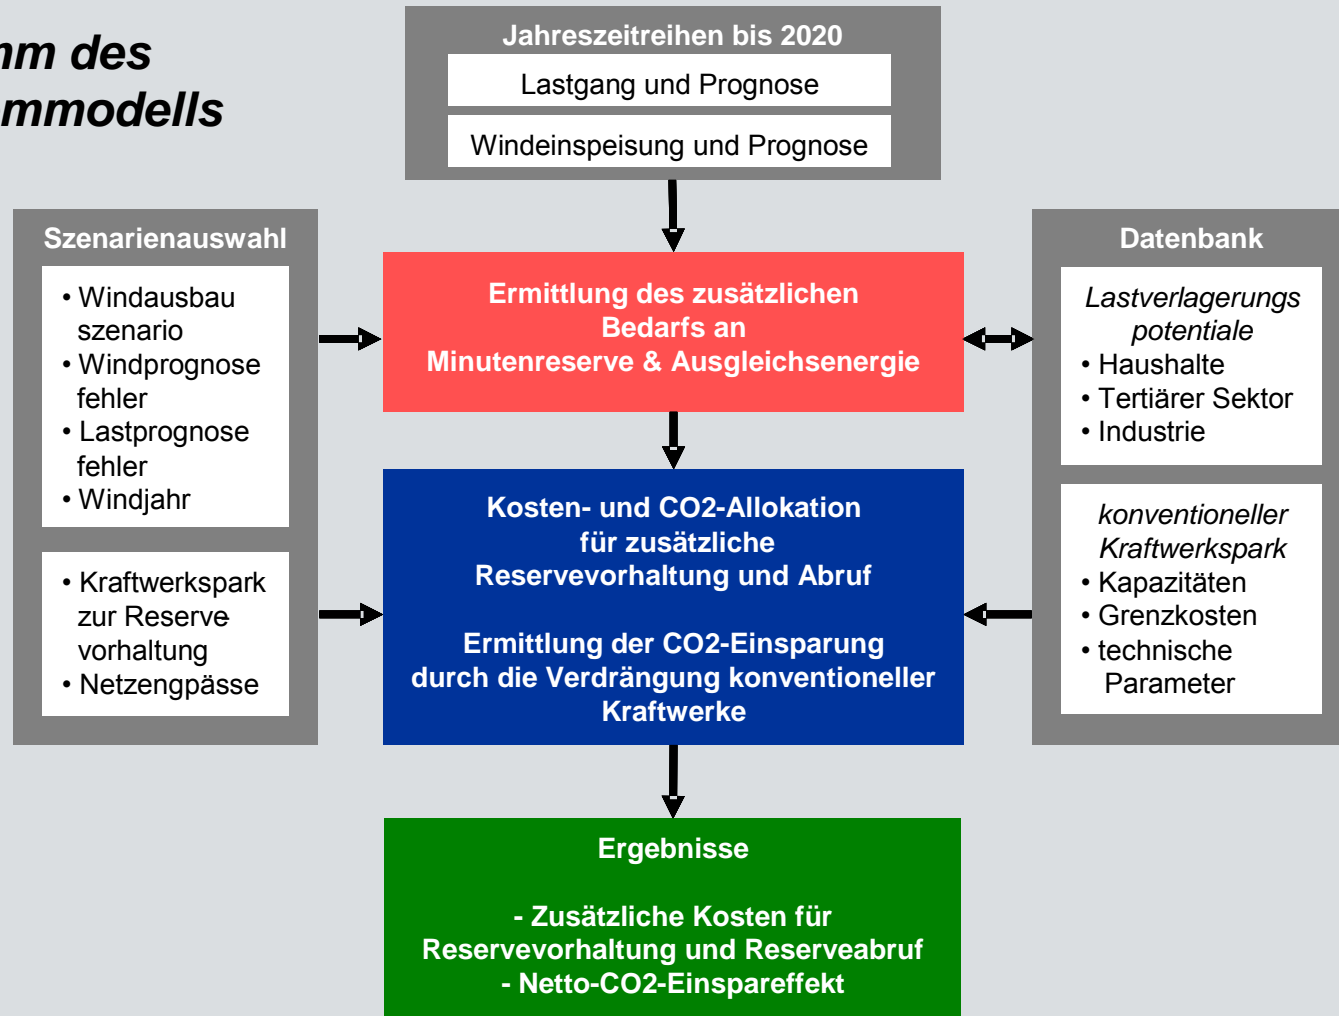 mm des
ommodells
Jahreszeitreihen bis 2020
Lastgang und Prognose
Windeinspeisung und Prognose
Szenarienauswahl
• Windausbau
szenario
• Windprognose
fehler
• Lastprognose
fehler
• Windjahr
• Kraftwerkspark
zur Reserve
vorhaltung
• Netzengpässe
Ermittlung des zusätzlichen
Bedarfs an
Minutenreserve & Ausgleichsenergie
Kosten- und CO2-Allokation
für zusätzliche
Reservevorhaltung und Abruf
Ermittlung der CO2-Einsparung
durch die Verdrängung konventioneller
Kraftwerke
Datenbank
Lastverlagerungs
potentiale
• Haushalte
• Tertiärer Sektor
• Industrie
konventioneller
Kraftwerkspark
• Kapazitäten
• Grenzkosten
• technische
Parameter
Ergebnisse
- Zusätzliche Kosten für
Reservevorhaltung und Reserveabruf
- Netto-CO2-Einspareffekt